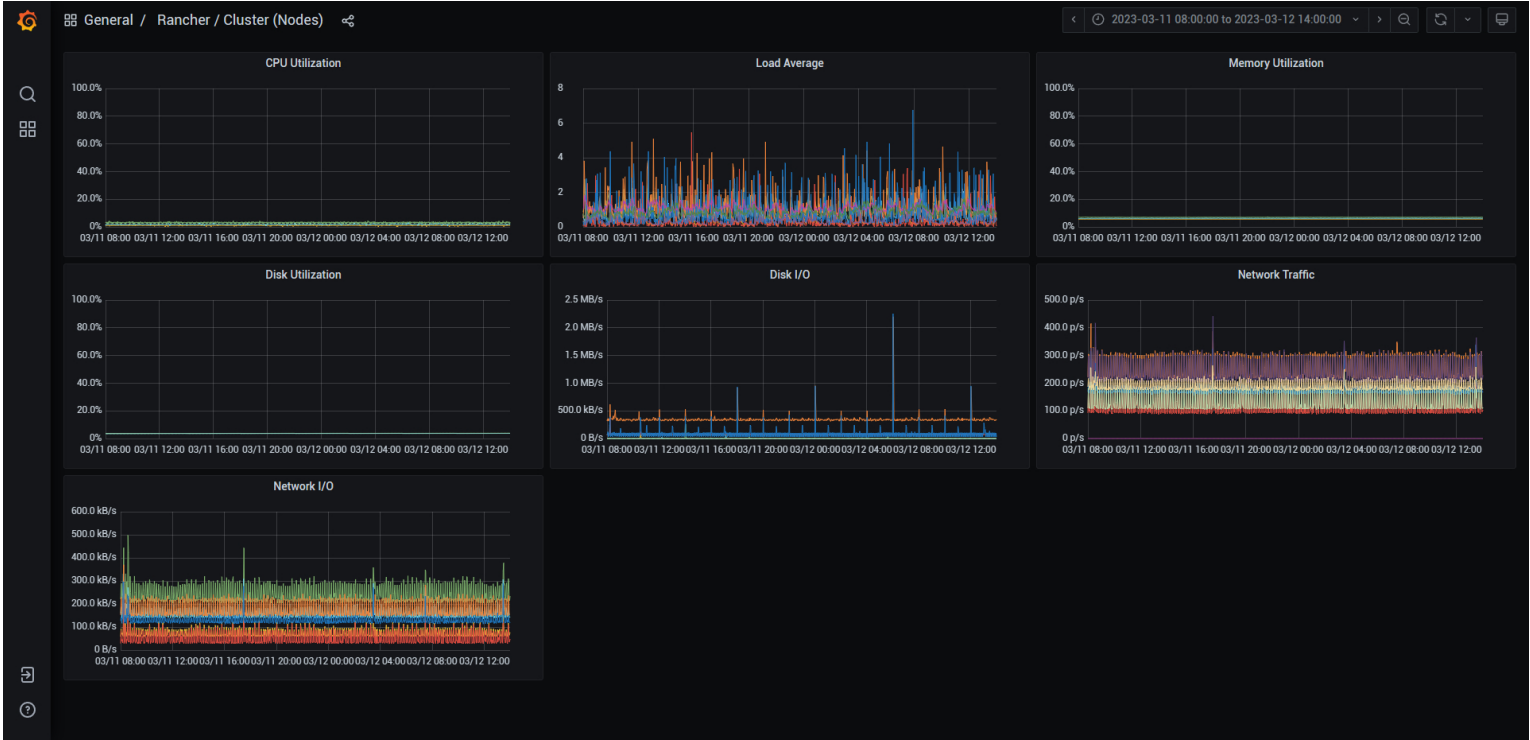 General / Rancher / Cluster (Nodes)
2023-03-11 08:00:00 to 2023-03-12 14:00:00
CPU Utilization
100.0%
80.0%
60.0%
40.0%
20.0%
0%
03/11 08:00 03/11 12:00 03/11 16:00 03/11 20:00 03/12 00:00 03/12 04:00 03/12 08:00 03/12 12:00
Load Average
8
6
4
2
0
03/11 08:00 03/11 12:00 03/11 16:00 03/11 20:00 03/12 00:00 03/12 04:00 03/12 08:00 03/12 12:00
Memory Utilization
100.0%
80.0%
60.0%
40.0%
20.0%
0%
03/11 08:00 03/11 12:00 03/11 16:00 03/11 20:00 03/12 00:00 03/12 04:00 03/12 08:00 03/12 12:00
Disk Utilization
100.0%
80.0%
60.0%
40.0%
20.0%
0%
03/11 08:00 03/11 12:00 03/11 16:00 03/11 20:00 03/12 00:00 03/12 04:00 03/12 08:00 03/12 12:00
Disk I/O
2.5 MB/s
2.0 MB/s
1.5 MB/s
1.0 MB/s
500.0 kB/s
0 B/s
03/11 08:00 03/11 12:00 03/11 16:00 03/11 20:00 03/12 00:00 03/12 04:00 03/12 08:00 03/12 12:00
Network Traffic
500.0 p/s
400.0 p/s
300.0 p/s
200.0 p/s
100.0 p/s
0 p/s
03/11 08:00 03/11 12:00 03/11 16:00 03/11 20:00 03/12 00:00 03/12 04:00 03/12 08:00 03/12 12:00
Network I/O
600.0 kB/s
500.0 kB/s
400.0 kB/s
300.0 kB/s
200.0 kB/s
100.0 kB/s
0 B/s
03/11 08:00 03/11 12:00 03/11 16:00 03/11 20:00 03/12 00:00 03/12 04:00 03/12 08:00 03/12 12:00